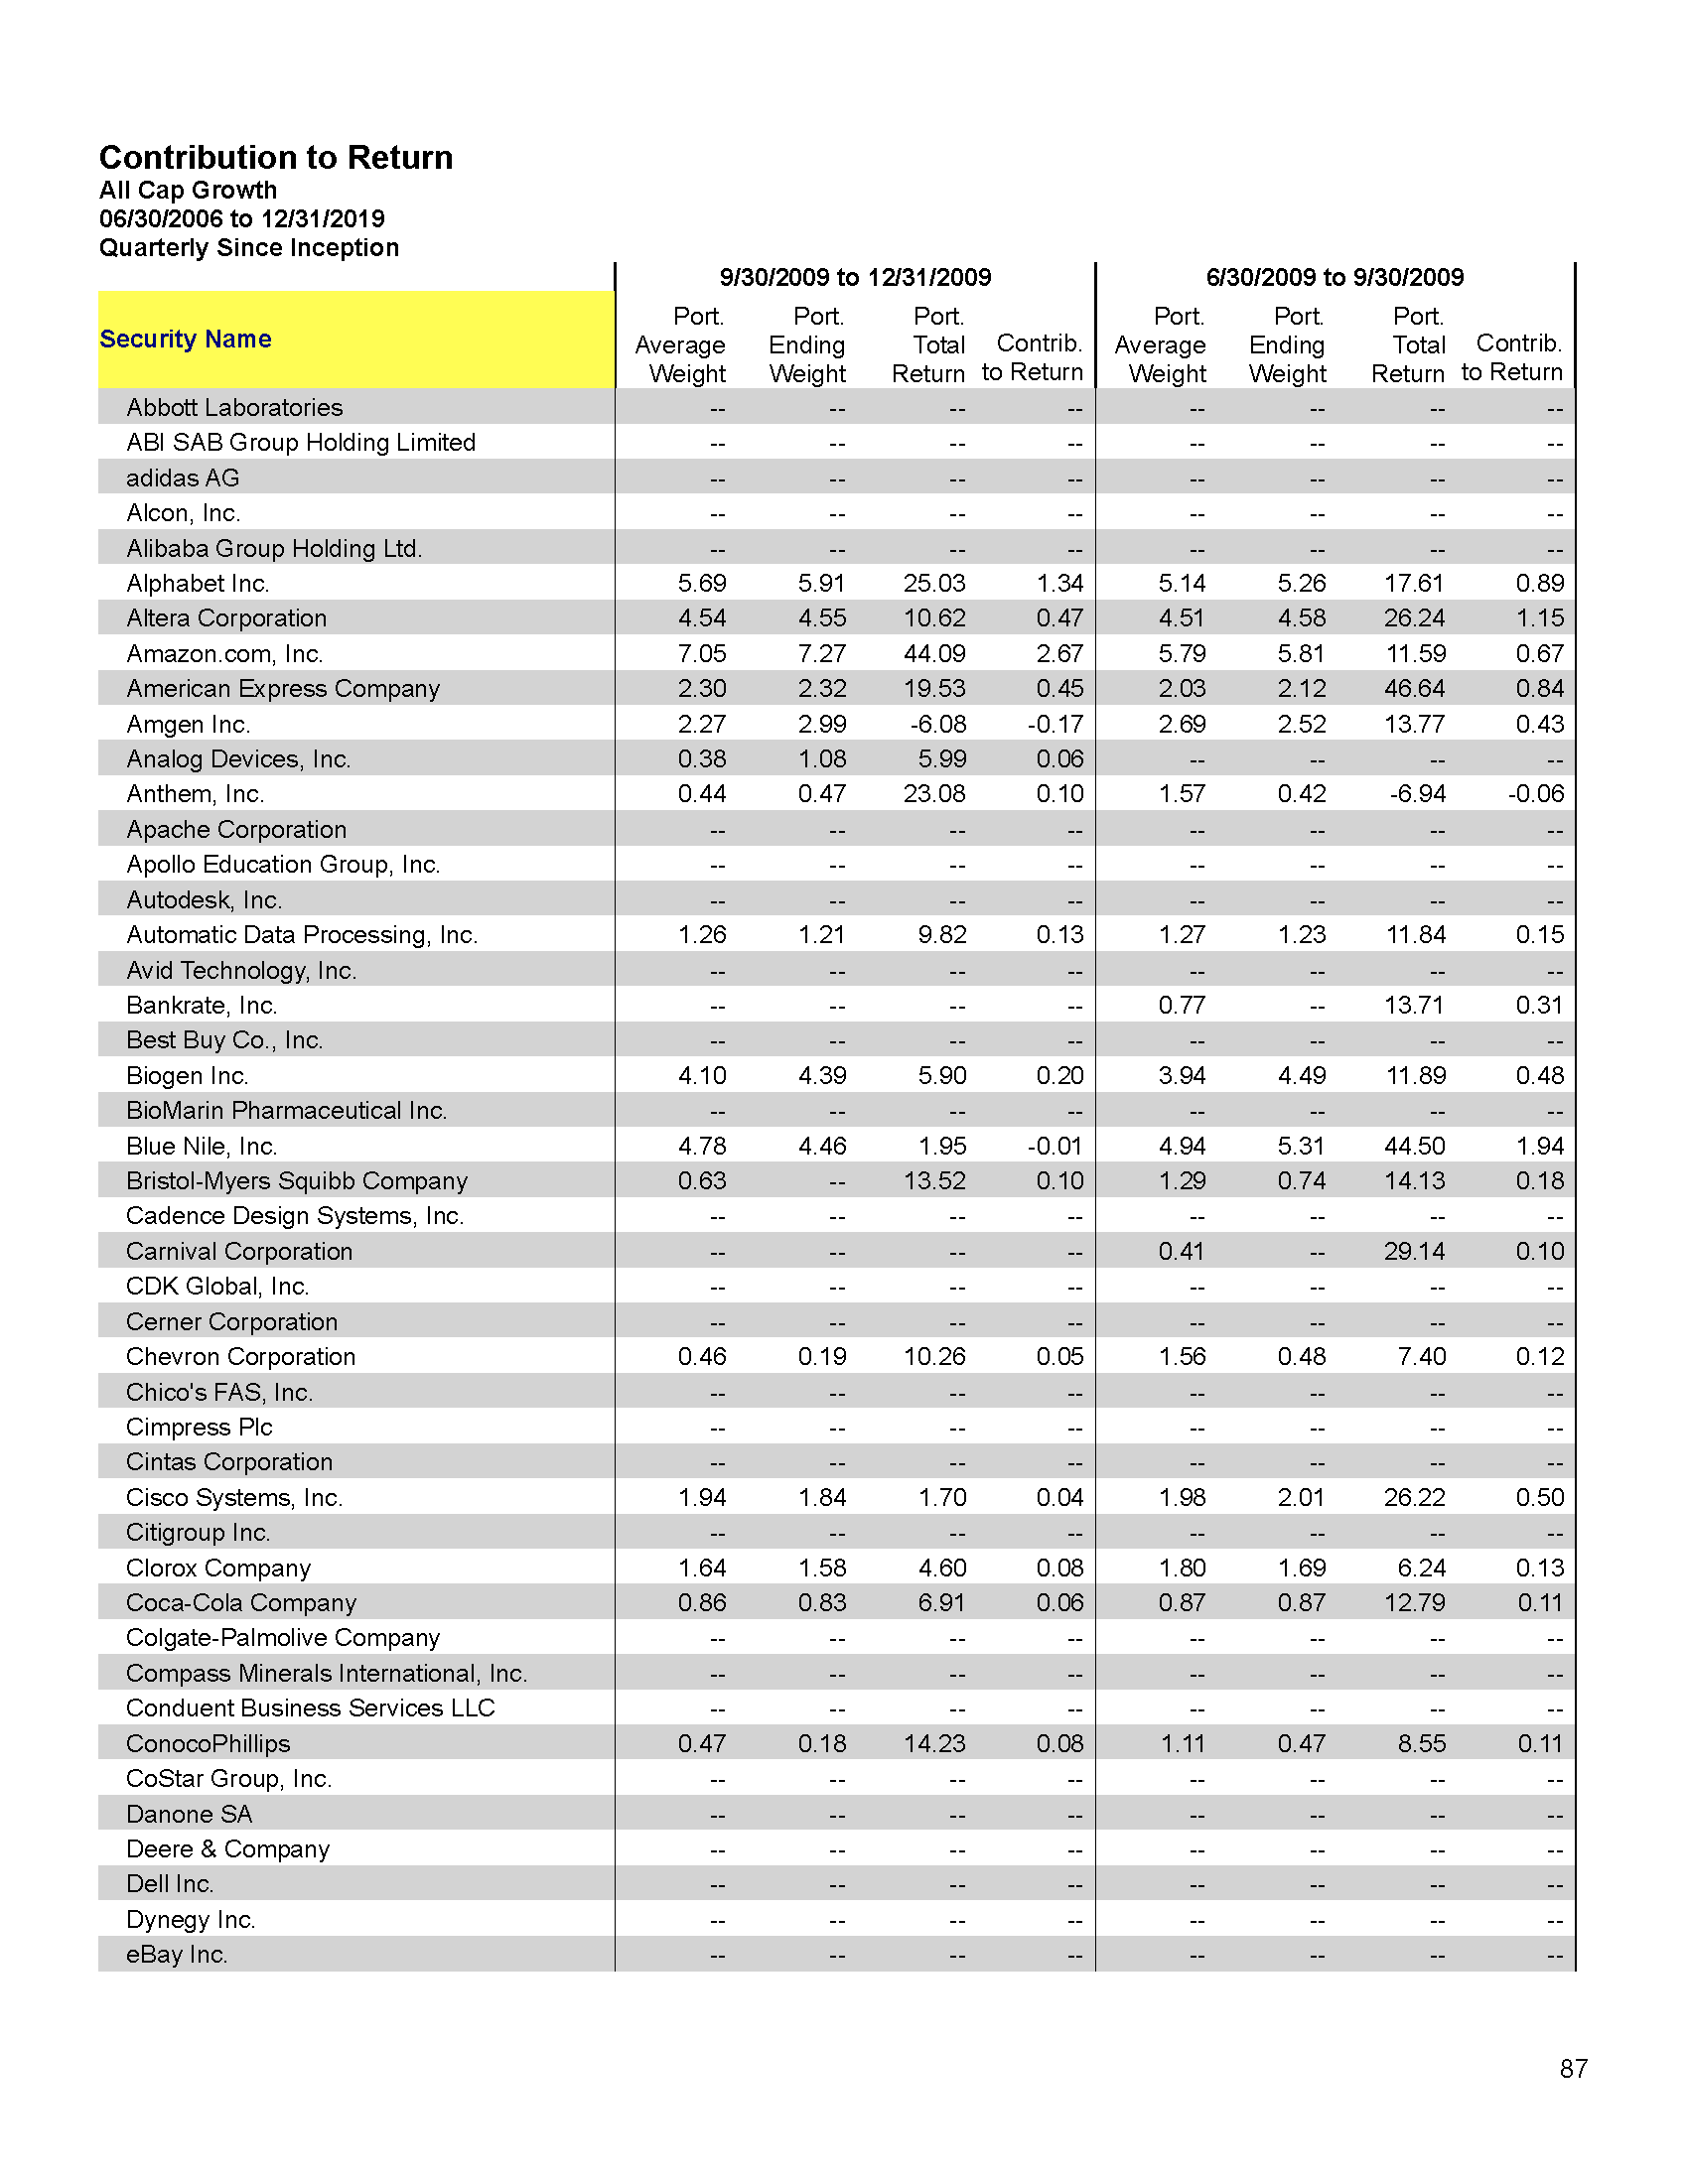 Contribution to Return
All Cap Growth
06/30/2006 to 12/31/2019
Quarterly Since Inception
9/30/2009 to 12/31/2009 6/30/2009 to 9/30/2009
Security Name
Port. Port. Port. Port. Port. Port.
Average Ending Total Contrib. Average Ending Total Contrib.
Weight Weight Return to Return Weight Weight Return to Return
Abbott Laboratories -- -- -- -- -- -- -- --
ABI SAB Group Holding Limited -- -- -- -- -- -- -- --
adidas AG -- -- -- -- -- -- -- --
Alcon, Inc. -- -- -- -- -- -- -- --
Alibaba Group Holding Ltd. -- -- -- -- -- -- -- --
Alphabet Inc. 5.69 5.91 25.03 1.34 5.14 5.26 17.61 0.89
Altera Corporation 4.54 4.55 10.62 0.47 4.51 4.58 26.24 1.15
Amazon.com, Inc. 7.05 7.27 44.09 2.67 5.79 5.81 11.59 0.67
American Express Company 2.30 2.32 19.53 0.45 2.03 2.12 46.64 0.84
Amgen Inc. 2.27 2.99 -6.08 -0.17 2.69 2.52 13.77 0.43
Analog Devices, Inc. 0.38 1.08 5.99 0.06 -- -- -- --
Anthem, Inc. 0.44 0.47 23.08 0.10 1.57 0.42 -6.94 -0.06
Apache Corporation -- -- -- -- -- -- -- --
Apollo Education Group, Inc. -- -- -- -- -- -- -- --
Autodesk, Inc. -- -- -- -- -- -- -- --
Automatic Data Processing, Inc. 1.26 1.21 9.82 0.13 1.27 1.23 11.84 0.15
Avid Technology, Inc. -- -- -- -- -- -- -- --
Bankrate, Inc. -- -- -- -- 0.77 -- 13.71 0.31
Best Buy Co., Inc. -- -- -- -- -- -- -- --
Biogen Inc. 4.10 4.39 5.90 0.20 3.94 4.49 11.89 0.48
BioMarin Pharmaceutical Inc. -- -- -- -- -- -- -- --
Blue Nile, Inc. 4.78 4.46 1.95 -0.01 4.94 5.31 44.50 1.94
Bristol-Myers Squibb Company 0.63 -- 13.52 0.10 1.29 0.74 14.13 0.18
Cadence Design Systems, Inc. -- -- -- -- -- -- -- --
Carnival Corporation -- -- -- -- 0.41 -- 29.14 0.10
CDK Global, Inc. -- -- -- -- -- -- -- --
Cerner Corporation -- -- -- -- -- -- -- --
Chevron Corporation 0.46 0.19 10.26 0.05 1.56 0.48 7.40 0.12
Chico's FAS, Inc. -- -- -- -- -- -- -- --
Cimpress Plc -- -- -- -- -- -- -- --
Cintas Corporation -- -- -- -- -- -- -- --
Cisco Systems, Inc. 1.94 1.84 1.70 0.04 1.98 2.01 26.22 0.50
Citigroup Inc. -- -- -- -- -- -- -- --
Clorox Company 1.64 1.58 4.60 0.08 1.80 1.69 6.24 0.13
Coca-Cola Company 0.86 0.83 6.91 0.06 0.87 0.87 12.79 0.11
Colgate-Palmolive Company -- -- -- -- -- -- -- --
Compass Minerals International, Inc. -- -- -- -- -- -- -- --
Conduent Business Services LLC -- -- -- -- -- -- -- --
ConocoPhillips 0.47 0.18 14.23 0.08 1.11 0.47 8.55 0.11
CoStar Group, Inc. -- -- -- -- -- -- -- --
Danone SA -- -- -- -- -- -- -- --
Deere & Company -- -- -- -- -- -- -- --
Dell Inc. -- -- -- -- -- -- -- --
Dynegy Inc. -- -- -- -- -- -- -- --
eBay Inc. -- -- -- -- -- -- -- --
87